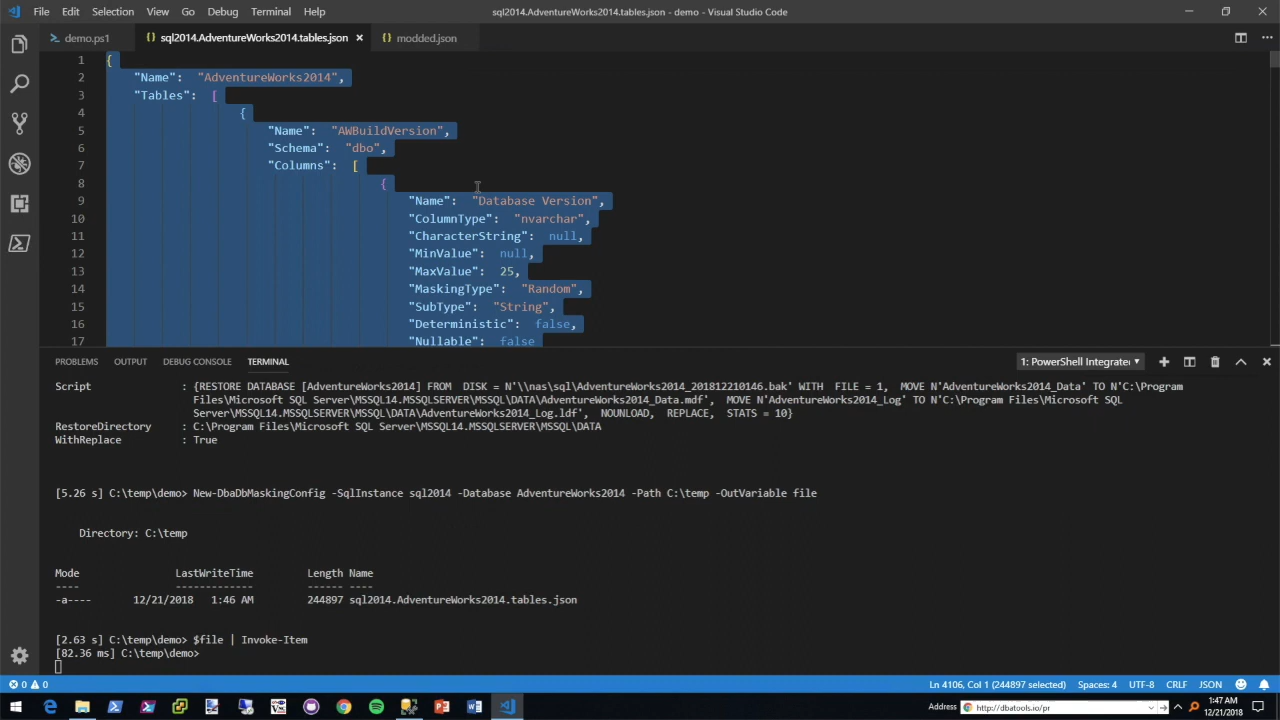 File Edit Selection View Go Debug Terminal Help sql2014.AdventureWorks2014.tables.json - demo - Visual Studio Code
demo.ps1 {} sql2014.AdventureWorks2014.tables.json {} modded.json
1 {
2 "Name": "AdventureWorks2014",
3 "Tables": [
4 {
5 "Name": "AWBuildVersion",
6 "Schema": "dbo",
7 "Columns": [
8 {
9 "Name": "Database Version",
10 "ColumnType": "nvarchar",
11 "CharacterString": null,
12 "MinValue": null,
13 "MaxValue": 25,
14 "MaskingType": "Random",
15 "SubType": "String",
16 "Deterministic": false,
17 "Nullable": false
PROBLEMS OUTPUT DEBUG CONSOLE TERMINAL 1: PowerShell Integrate
Script : {RESTORE DATABASE [AdventureWorks2014] FROM DISK = N'\\nas\sql\AdventureWorks2014_201812210146.bak' WITH FILE = 1, MOVE N'AdventureWorks2014_Data' TO N'C:\Program
Files\Microsoft SQL Server\MSSQL14.MSSQLSERVER\MSSQL\DATA\AdventureWorks2014_Data.mdf', MOVE N'AdventureWorks2014_Log' TO N'C:\Program Files\Microsoft SQL
Server\MSSQL14.MSSQLSERVER\MSSQL\DATA\AdventureWorks2014_Log.ldf', NOUNLOAD, REPLACE, STATS = 10}
RestoreDirectory : C:\Program Files\Microsoft SQL Server\MSSQL14.MSSQLSERVER\MSSQL\DATA
WithReplace : True
[5.26 s] C:\temp\demo> New-DbaDbMaskingConfig -SqlInstance sql2014 -Database AdventureWorks2014 -Path C:\temp -OutVariable file
Directory: C:\temp
Mode LastWriteTime Length Name
---- ------------- ------ ----
-a---- 12/21/2018 1:46 AM 244897 sql2014.AdventureWorks2014.tables.json
[2.63 s] C:\temp\demo> $file | Invoke-Item
[82.36 ms] C:\temp\demo>
0 0 Ln 4106, Col 1 (244897 selected) Spaces: 4 UTF-8 CRLF JSON
Address http://dbatools.io/pr 1:47 AM
12/21/2018